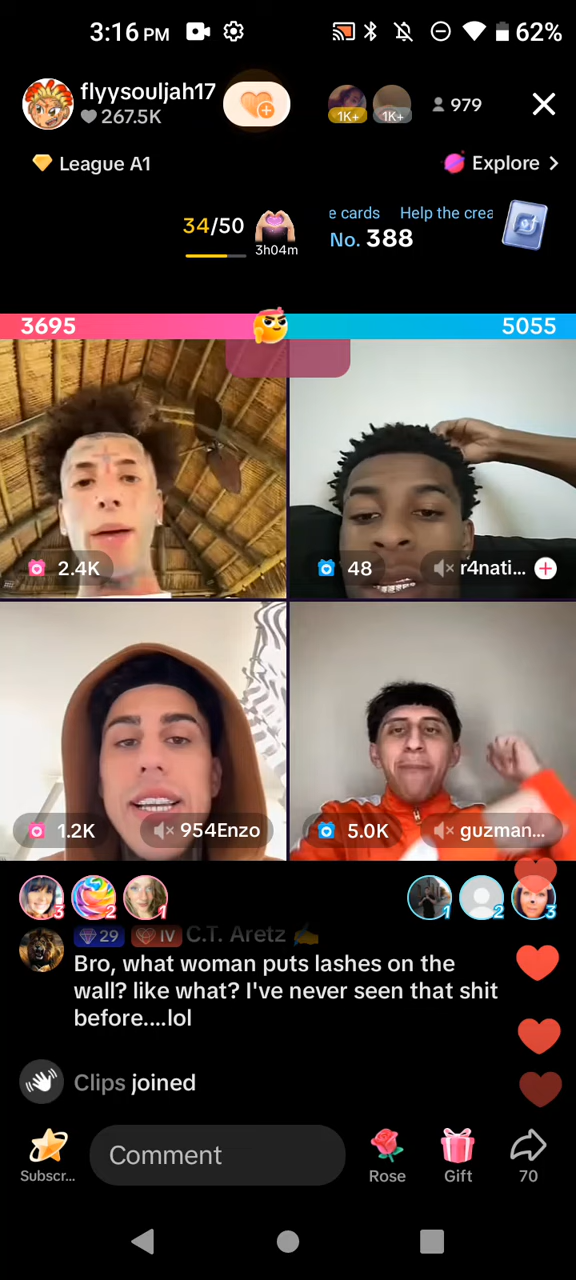 3:16 PM
62%
flyysouljah17
267.5K
1K+
1K+
979
League A1
Explore >
34/50
3h04m
e cards Help the crea
No. 388
3695
5055
2.4K
48
r4nati...
1.2K
954Enzo
5.0K
guzman...
3
2
1
1
2
3
29
IV
C.T. Aretz
Bro, what woman puts lashes on the
wall? like what? I've never seen that shit
before....lol
Clips joined
Subscr...
Comment
Rose
Gift
70